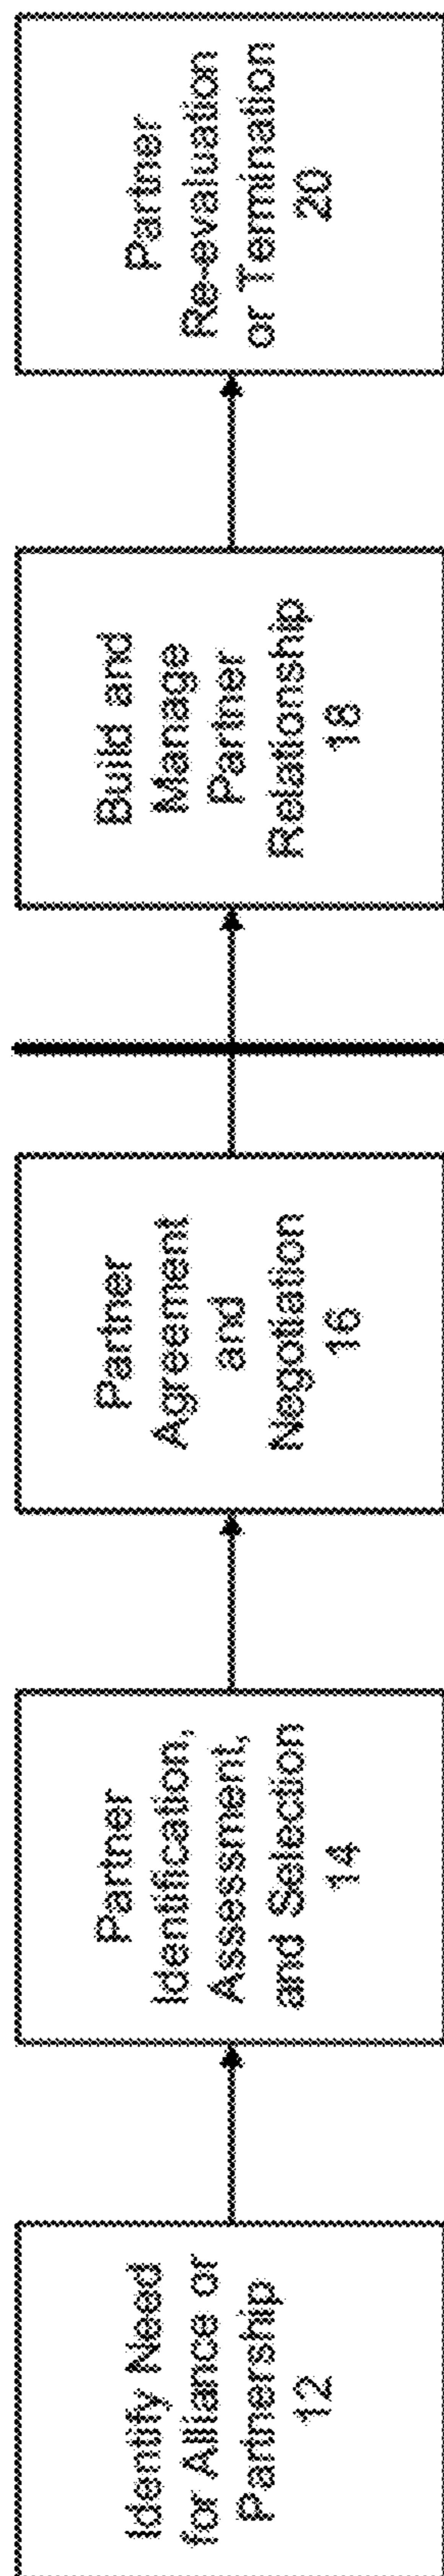 Identify Need
for Alliance or
Partnership
12
Partner
Identification,
Assessment,
and Selection
14
Partner
Agreement
and
Negotiation
16
Build and
Manage
Partner
Relationship
18
Partner
Re-evaluation
or Termination
20